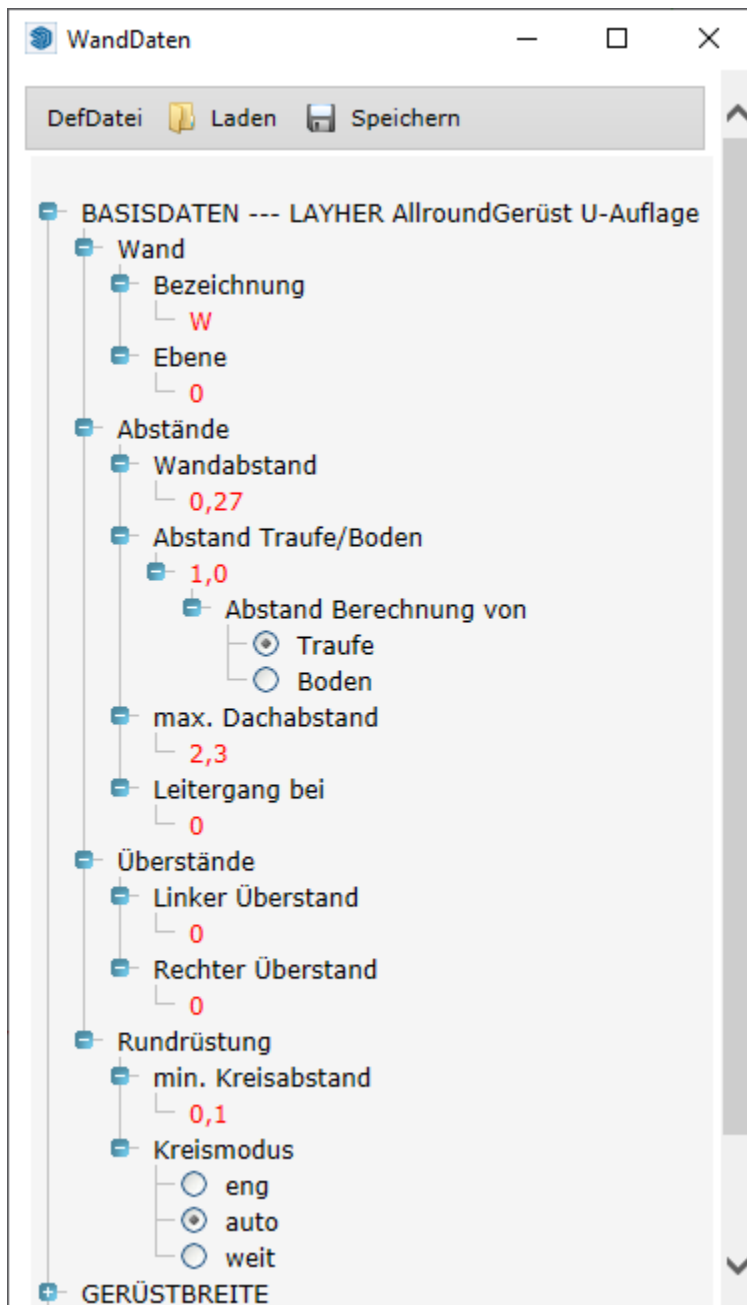 WandDaten
DefDatei Laden Speichern
BASISDATEN --- LAYHER AllroundGerüst U-Auflage
Wand
Bezeichnung
W
Ebene
0
Abstände
Wandabstand
0,27
Abstand Traufe/Boden
1,0
Abstand Berechnung von
Traufe
Boden
max. Dachabstand
2,3
Leitergang bei
0
Überstände
Linker Überstand
0
Rechter Überstand
0
Rundrüstung
min. Kreisabstand
0,1
Kreismodus
eng
auto
weit
GERÜSTBREITE